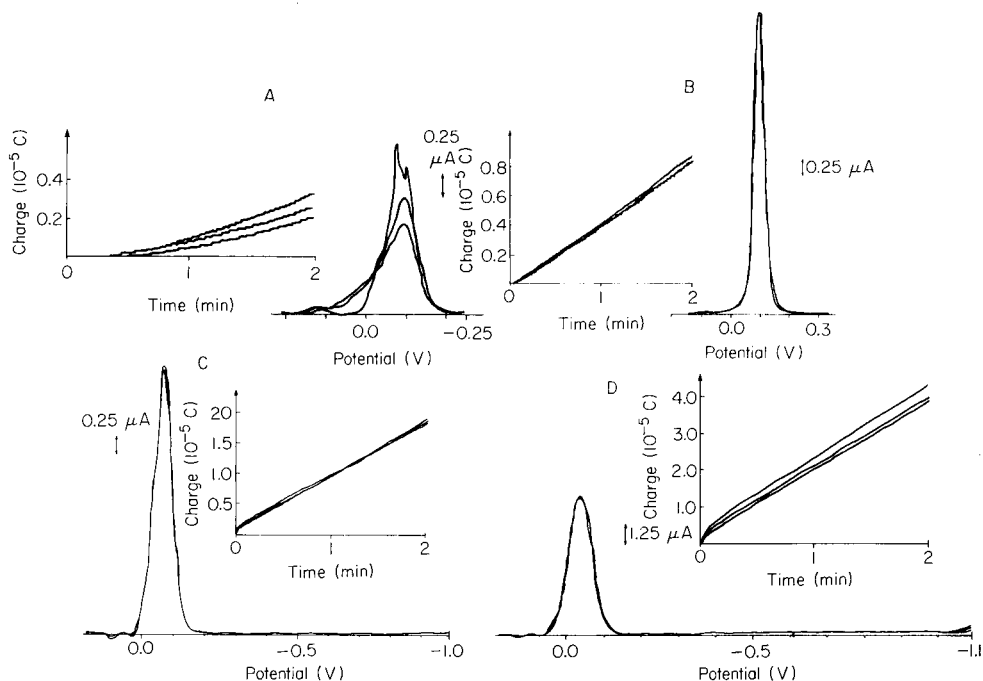 A
Charge (10⁻⁵ C)
0.4
0.2
0
1
2
Time (min)
0.25
μA
0.0
−0.25
Potential (V)
B
Charge (10⁻⁵ C)
0.8
0.6
0.4
0.2
0
1
2
Time (min)
0.25 μA
0.0
0.3
Potential (V)
C
0.25 μA
Charge (10⁻⁵ C)
20
1.5
1.0
0.5
0
1
2
Time (min)
0.0
−0.5
−1.0
Potential (V)
D
Charge (10⁻⁵ C)
4.0
3.0
2.0
1.0
0
1
2
Time (min)
1.25 μA
0.0
−0.5
Potential (V)